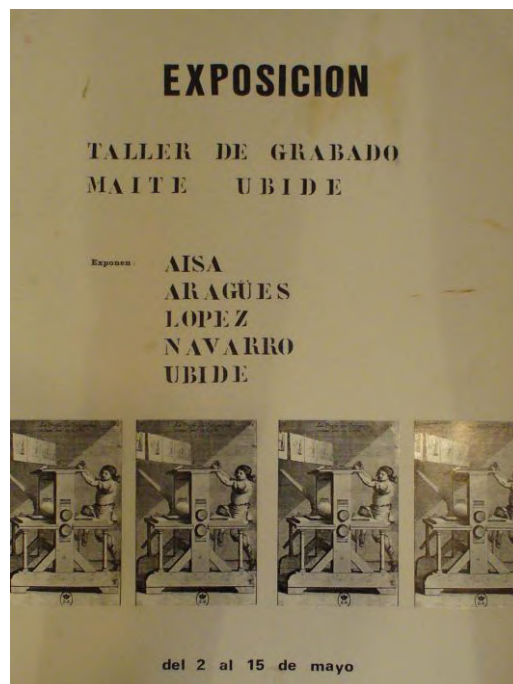 EXPOSICION
TALLER DE GRABADO
MAITE UBIDE
Exponen:
AISA
ARAGÜES
LOPEZ
NAVARRO
UBIDE
del 2 al 15 de mayo